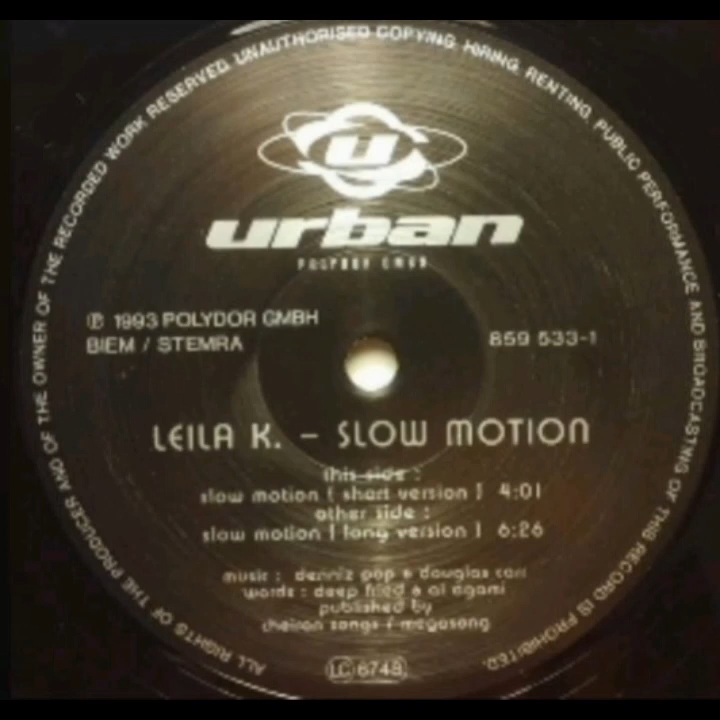 ALL RIGHTS OF THE PRODUCER AND OF THE OWNER OF THE RECORDED WORK RESERVED. UNAUTHORISED COPYING, HIRING, RENTING, PUBLIC PERFORMANCE AND BROADCASTING OF THIS RECORD IS PROHIBITED.
u
urban
POLYDOR GMBH
℗ 1993 POLYDOR GMBH
BIEM / STEMRA
859 533-1
LEILA K. – SLOW MOTION
this side :
slow motion [ short version ] 4:01
other side :
slow motion [ long version ] 6:26
music : denniz pop & douglas carr
words : deep fried & al agami
published by
cheiron songs / megasong
LC 6748